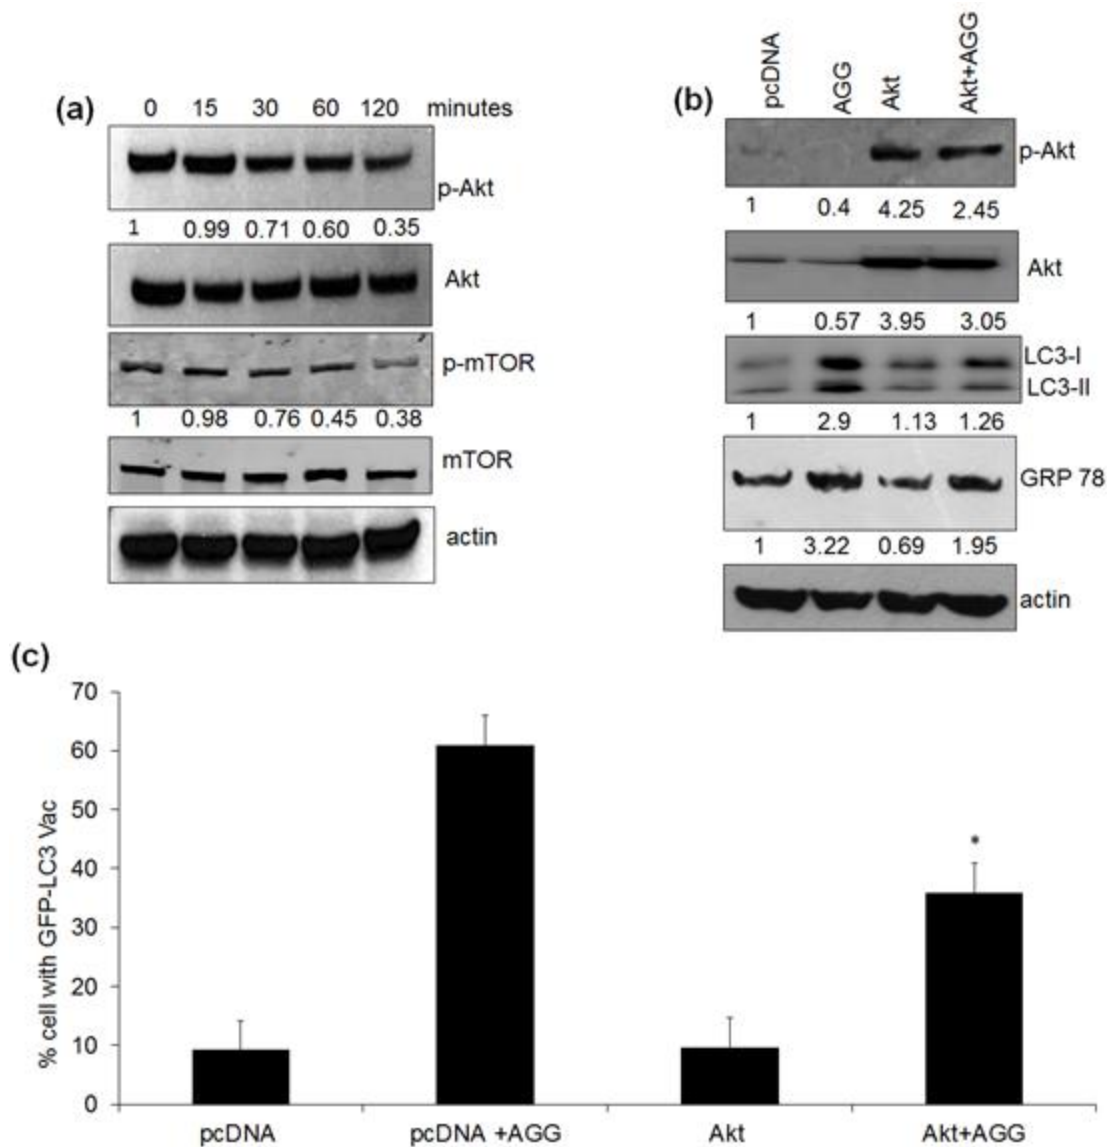 (a) 0 15 30 60 120 minutes
p-Akt
1 0.99 0.71 0.60 0.35
Akt
p-mTOR
1 0.98 0.76 0.45 0.38
mTOR
actin
(b) pcDNA AGG Akt Akt+AGG
p-Akt
1 0.4 4.25 2.45
Akt
1 0.57 3.95 3.05
LC3-I
LC3-II
1 2.9 1.13 1.26
GRP 78
1 3.22 0.69 1.95
actin
(c)
% cell with GFP-LC3 Vac
70
60
50
40
30
20
10
0
*
pcDNA pcDNA +AGG Akt Akt+AGG